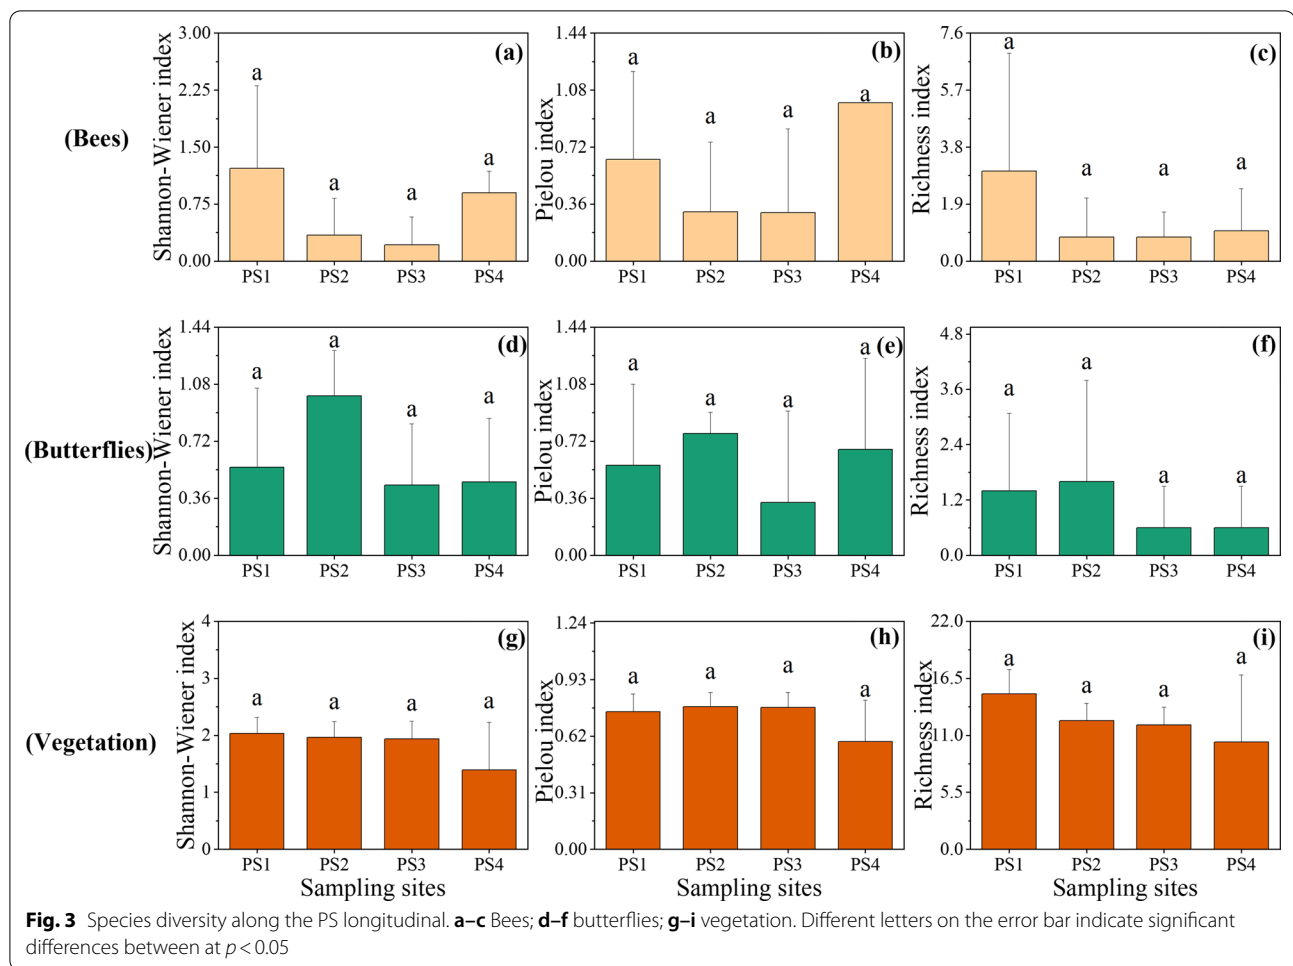 (Bees)
Shannon-Wiener index
3.00
2.25
1.50
0.75
0.00
(a)
a
a
a
a
PS1 PS2 PS3 PS4
Pielou index
1.44
1.08
0.72
0.36
0.00
(b)
a
a
a
a
PS1 PS2 PS3 PS4
Richness index
7.6
5.7
3.8
1.9
0.0
(c)
a
a
a
a
PS1 PS2 PS3 PS4
(Butterflies)
Shannon-Wiener index
1.44
1.08
0.72
0.36
0.00
(d)
a
a
a
a
PS1 PS2 PS3 PS4
Pielou index
1.44
1.08
0.72
0.36
0.00
(e)
a
a
a
a
PS1 PS2 PS3 PS4
Richness index
4.8
3.6
2.4
1.2
0.0
(f)
a
a
a
a
PS1 PS2 PS3 PS4
(Vegetation)
Shannon-Wiener index
4
3
2
1
0
(g)
a
a
a
a
PS1 PS2 PS3 PS4
Sampling sites
Pielou index
1.24
0.93
0.62
0.31
0.00
(h)
a
a
a
a
PS1 PS2 PS3 PS4
Sampling sites
Richness index
22.0
16.5
11.0
5.5
0.0
(i)
a
a
a
a
PS1 PS2 PS3 PS4
Sampling sites
Fig. 3 Species diversity along the PS longitudinal. a–c Bees; d–f butterflies; g–i vegetation. Different letters on the error bar indicate significant
differences between at p < 0.05